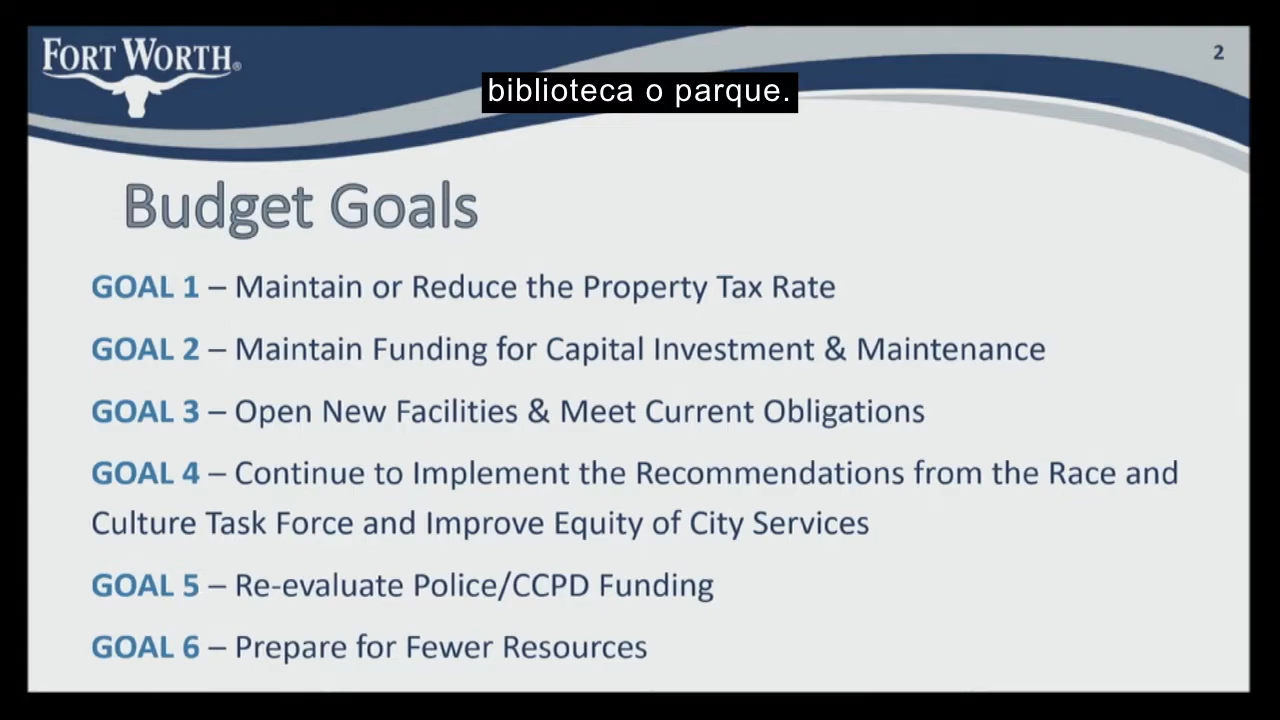 FORT WORTH®
2
biblioteca o parque.
Budget Goals
GOAL 1 – Maintain or Reduce the Property Tax Rate
GOAL 2 – Maintain Funding for Capital Investment & Maintenance
GOAL 3 – Open New Facilities & Meet Current Obligations
GOAL 4 – Continue to Implement the Recommendations from the Race and
Culture Task Force and Improve Equity of City Services
GOAL 5 – Re-evaluate Police/CCPD Funding
GOAL 6 – Prepare for Fewer Resources